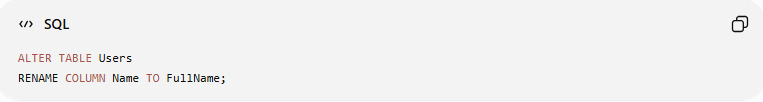 SQL
ALTER TABLE Users
RENAME COLUMN Name TO FullName;